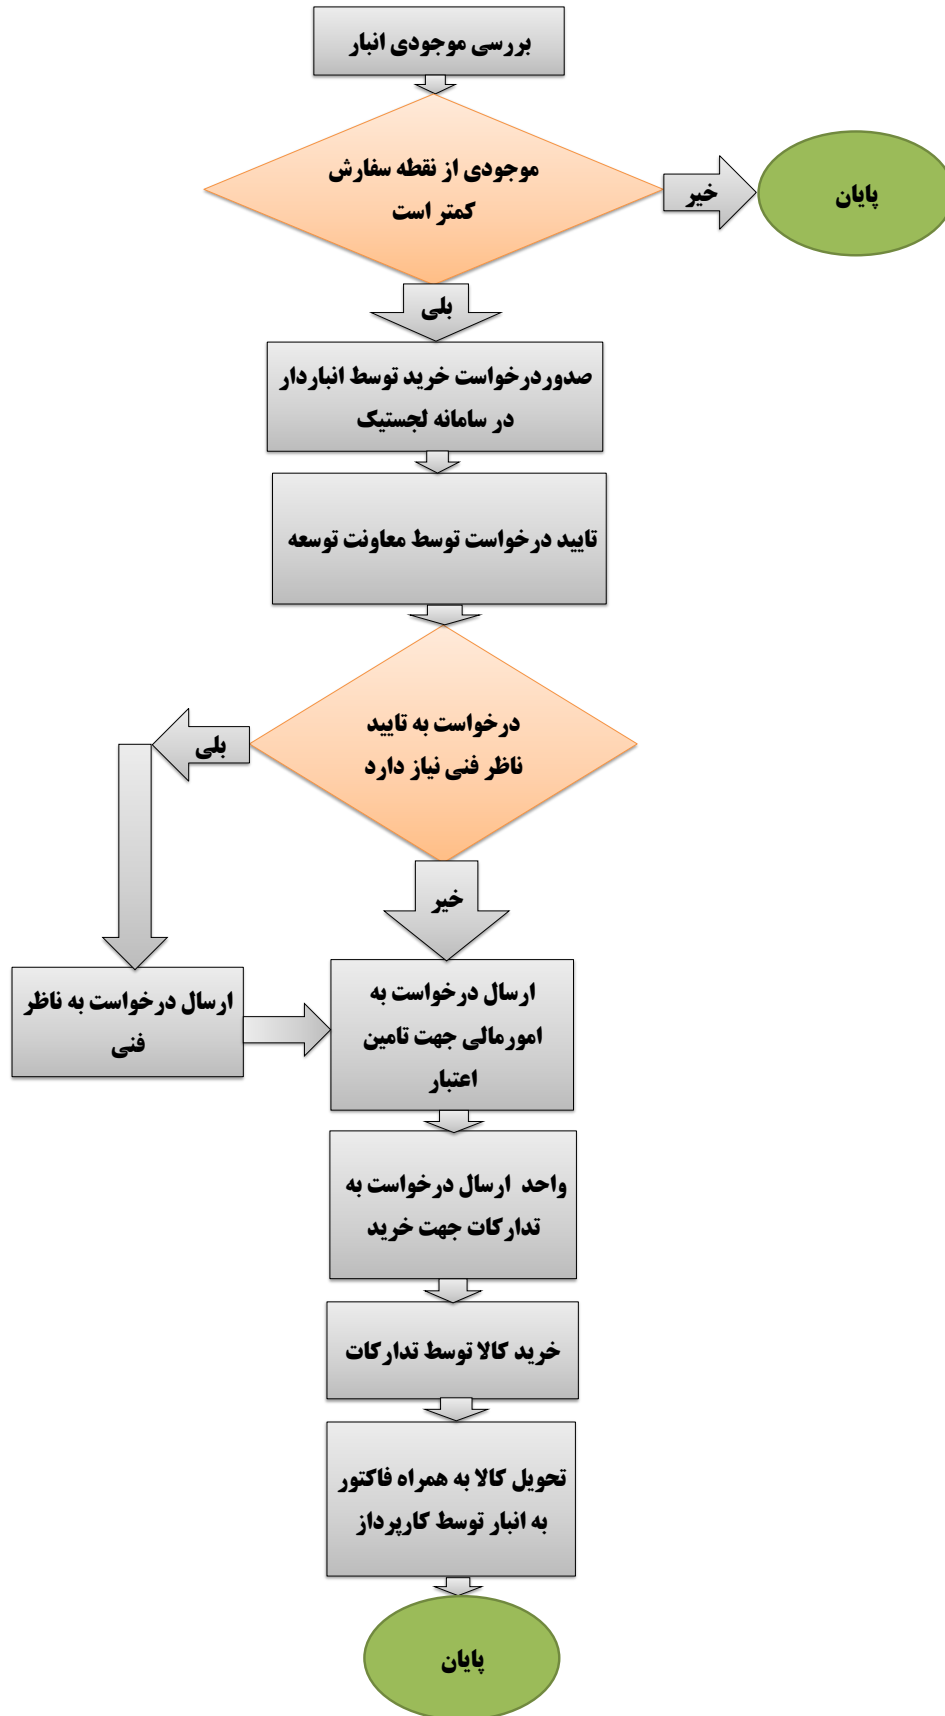 بررسی موجودی انبار
موجودی از نقطه سفارش
کمتر است
خیر
پایان
بلی
صدوردرخواست خرید توسط انباردار
در سامانه لجستیک
تایید درخواست توسط معاونت توسعه
درخواست به تایید
ناظر فنی نیاز دارد
بلی
خیر
ارسال درخواست به ناظر
فنی
ارسال درخواست به
امورمالی جهت تامین
اعتبار
واحد ارسال درخواست به
تدارکات جهت خرید
خرید کالا توسط تدارکات
تحویل کالا به همراه فاکتور
به انبار توسط کارپرداز
پایان